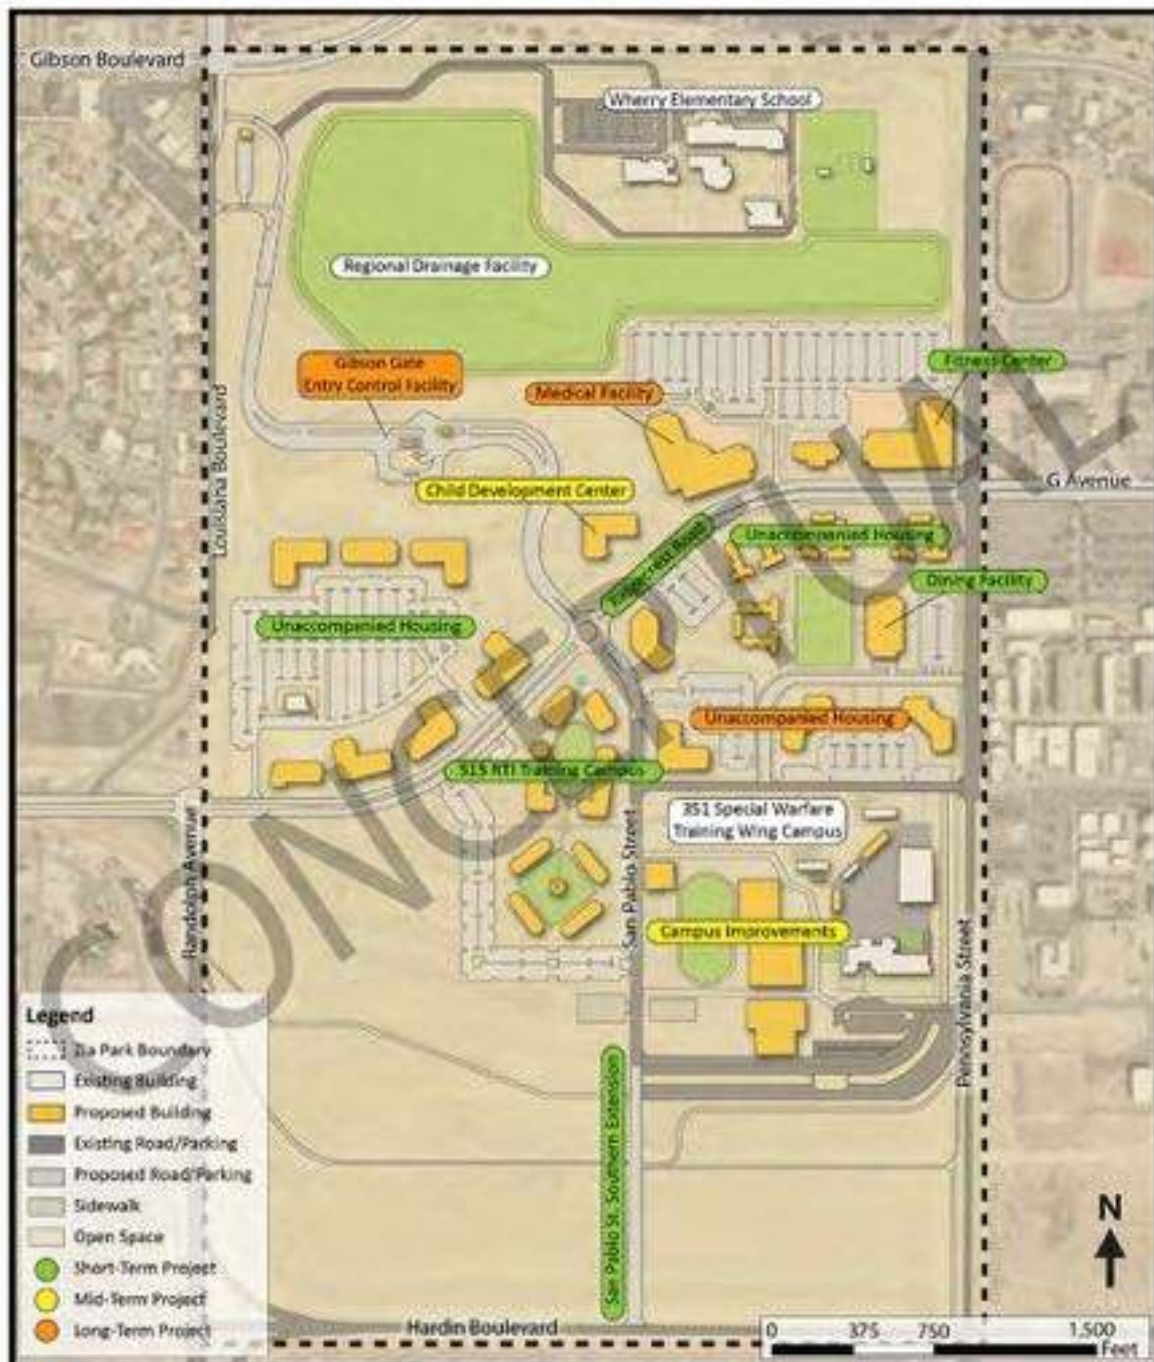 Gibson Boulevard
Wherry Elementary School
Regional Drainage Facility
Gibson Gate
Entry Control Facility
Medical Facility
Fitness Center
Louisiana Boulevard
Child Development Center
G Avenue
Unaccompanied Housing
Dining Facility
Unaccompanied Housing
Unaccompanied Housing
515 RTI Training Campus
351 Special Warfare
Training Wing Campus
Randolph Avenue
San Pablo Street
Campus Improvements
Pennsylvania Street
San Pablo St. Southern Extension
Hardin Boulevard
CONCEPTUAL
Legend
Zia Park Boundary
Existing Building
Proposed Building
Existing Road/Parking
Proposed Road/Parking
Sidewalk
Open Space
Short-Term Project
Mid-Term Project
Long-Term Project
N
0 375 750 1,500
Feet